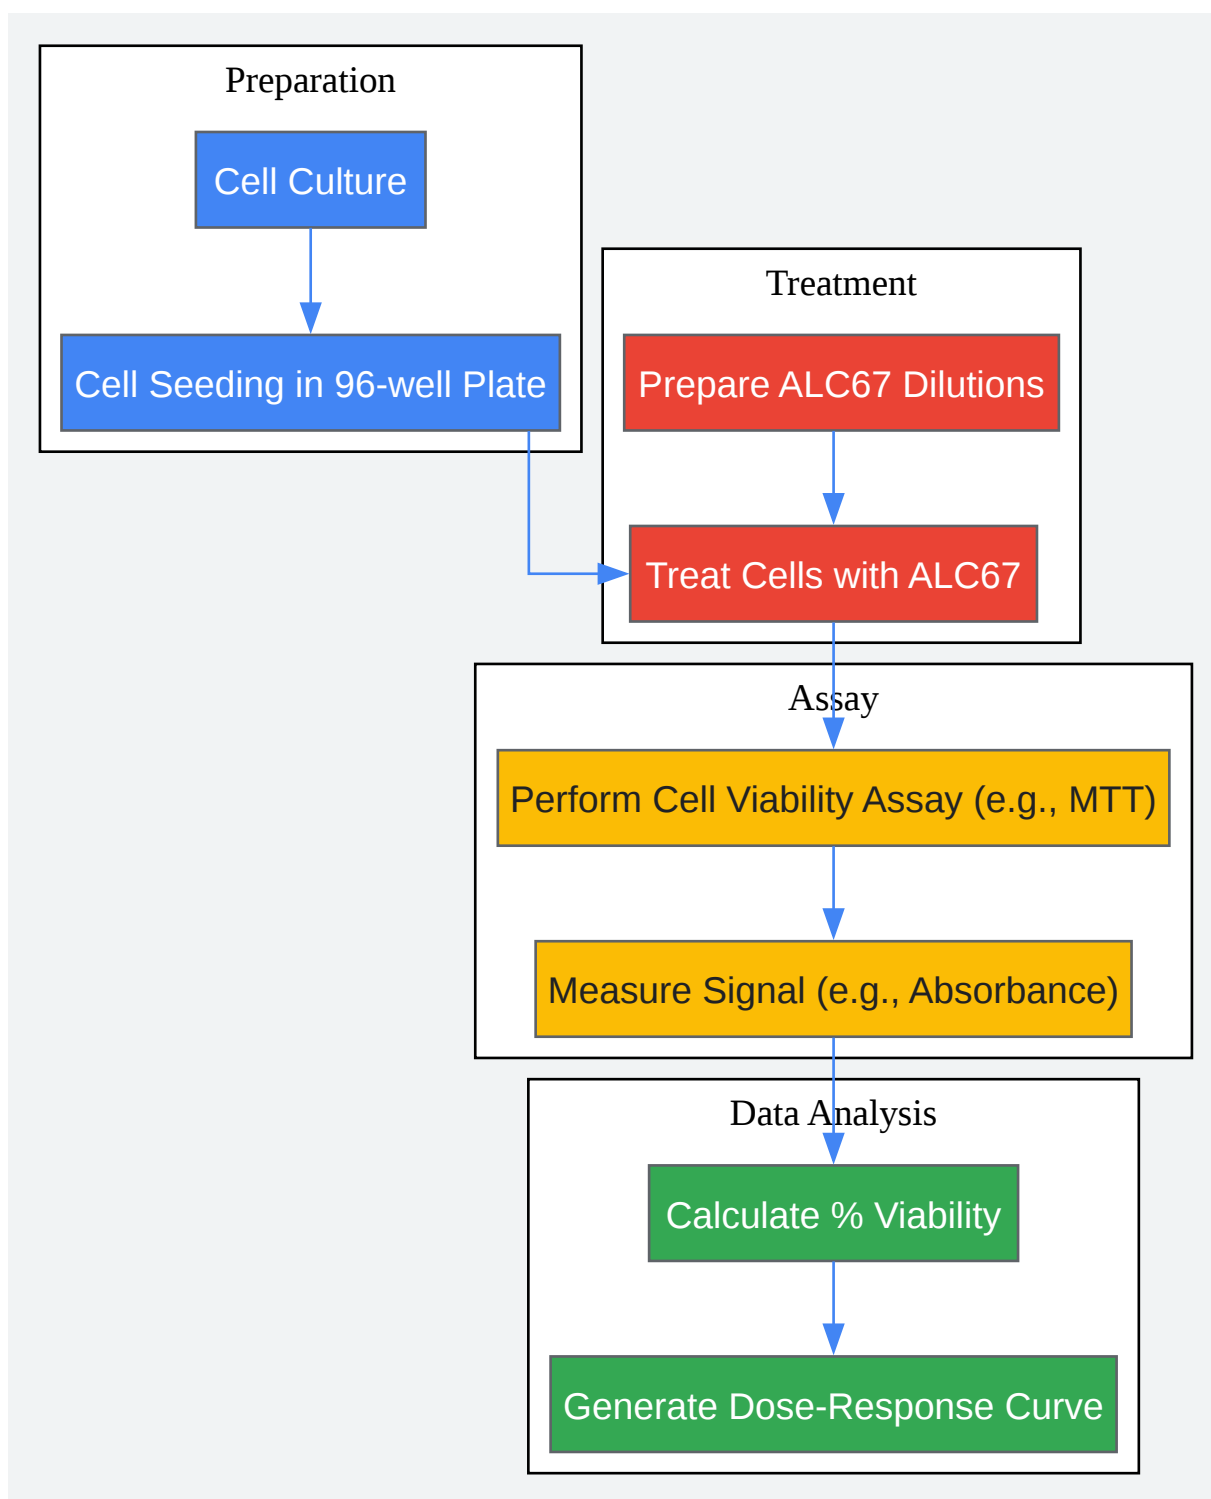 Preparation
Cell Culture
Cell Seeding in 96-well Plate
Treatment
Prepare ALC67 Dilutions
Treat Cells with ALC67
Assay
Perform Cell Viability Assay (e.g., MTT)
Measure Signal (e.g., Absorbance)
Data Analysis
Calculate % Viability
Generate Dose-Response Curve